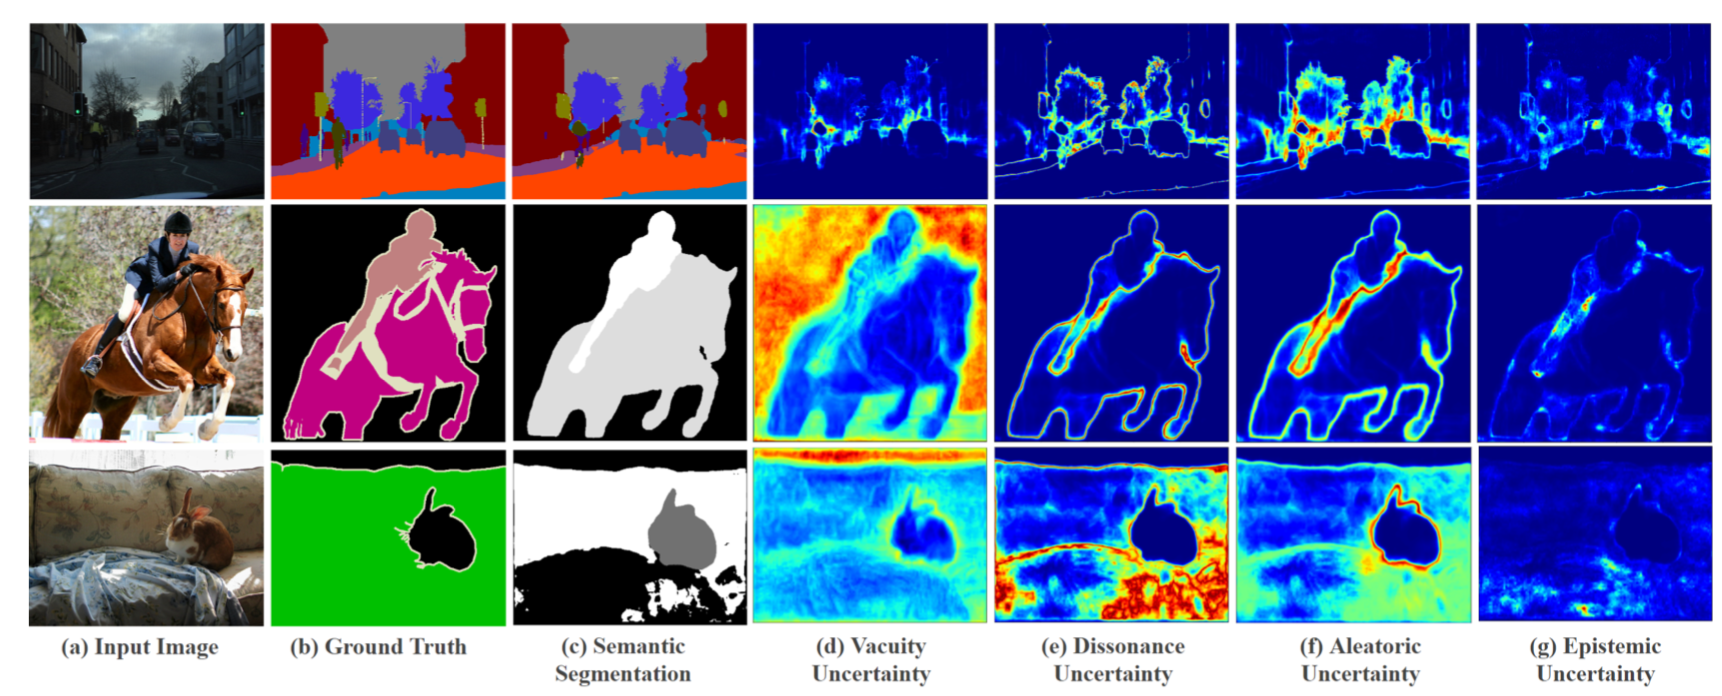 (a) Input Image
(b) Ground Truth
(c) Semantic
Segmentation
(d) Vacuity
Uncertainty
(e) Dissonance
Uncertainty
(f) Aleatoric
Uncertainty
(g) Epistemic
Uncertainty